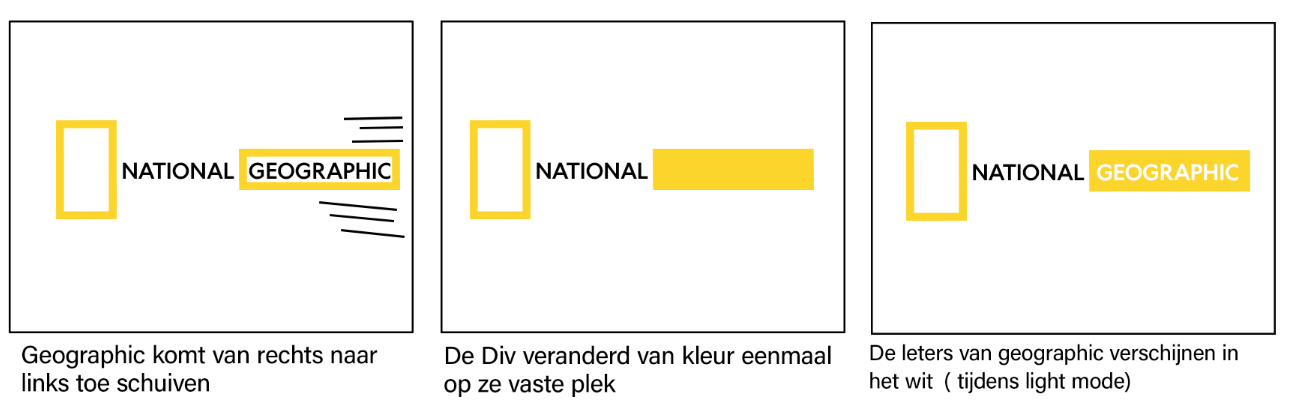 NATIONAL GEOGRAPHIC
NATIONAL
NATIONAL GEOGRAPHIC
Geographic komt van rechts naar
links toe schuiven
De Div veranderd van kleur eenmaal
op ze vaste plek
De leters van geographic verschijnen in
het wit ( tijdens light mode)